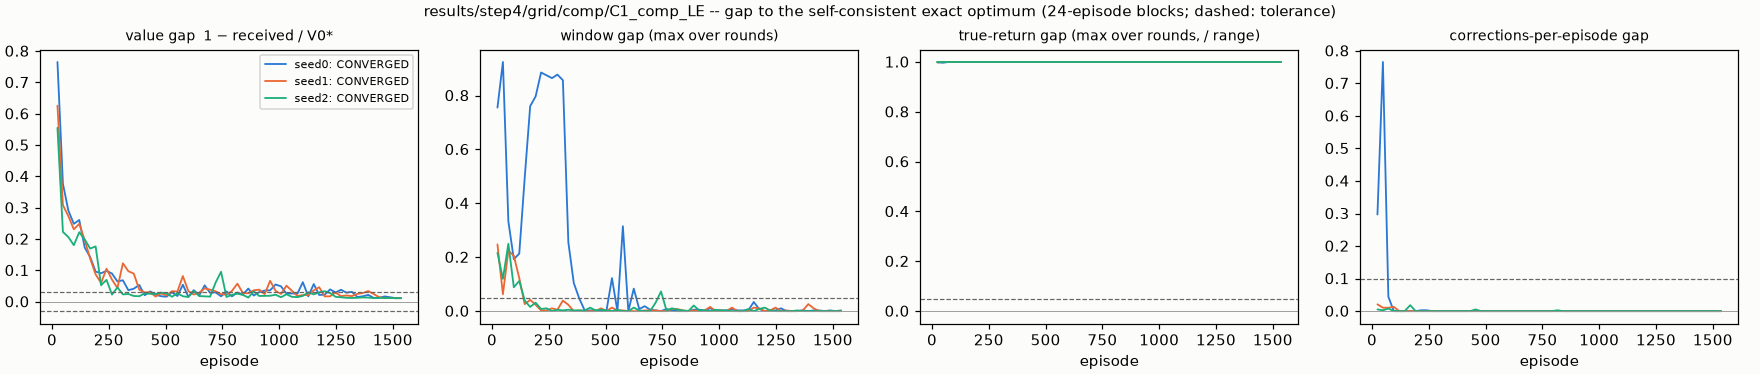 results/step4/grid/comp/C1_comp_LE -- gap to the self-consistent exact optimum (24-episode blocks; dashed: tolerance)
value gap  1 − received / V0*
0.8
0.7
0.6
0.5
0.4
0.3
0.2
0.1
0.0
seed0: CONVERGED
seed1: CONVERGED
seed2: CONVERGED
0 250 500 750 1000 1250 1500
episode
window gap (max over rounds)
0.8
0.6
0.4
0.2
0.0
0 250 500 750 1000 1250 1500
episode
true-return gap (max over rounds, / range)
1.0
0.8
0.6
0.4
0.2
0.0
0 250 500 750 1000 1250 1500
episode
corrections-per-episode gap
0.8
0.7
0.6
0.5
0.4
0.3
0.2
0.1
0.0
0 250 500 750 1000 1250 1500
episode